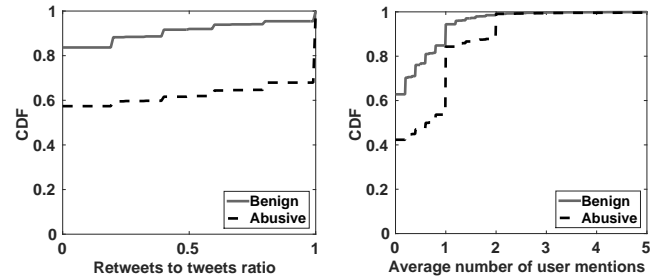 1
0.8
0.6
0.4
0.2
0
CDF
0 0.5 1
Retweets to tweets ratio
Benign
Abusive
1
0.8
0.6
0.4
0.2
0
CDF
0 1 2 3 4 5
Average number of user mentions
Benign
Abusive